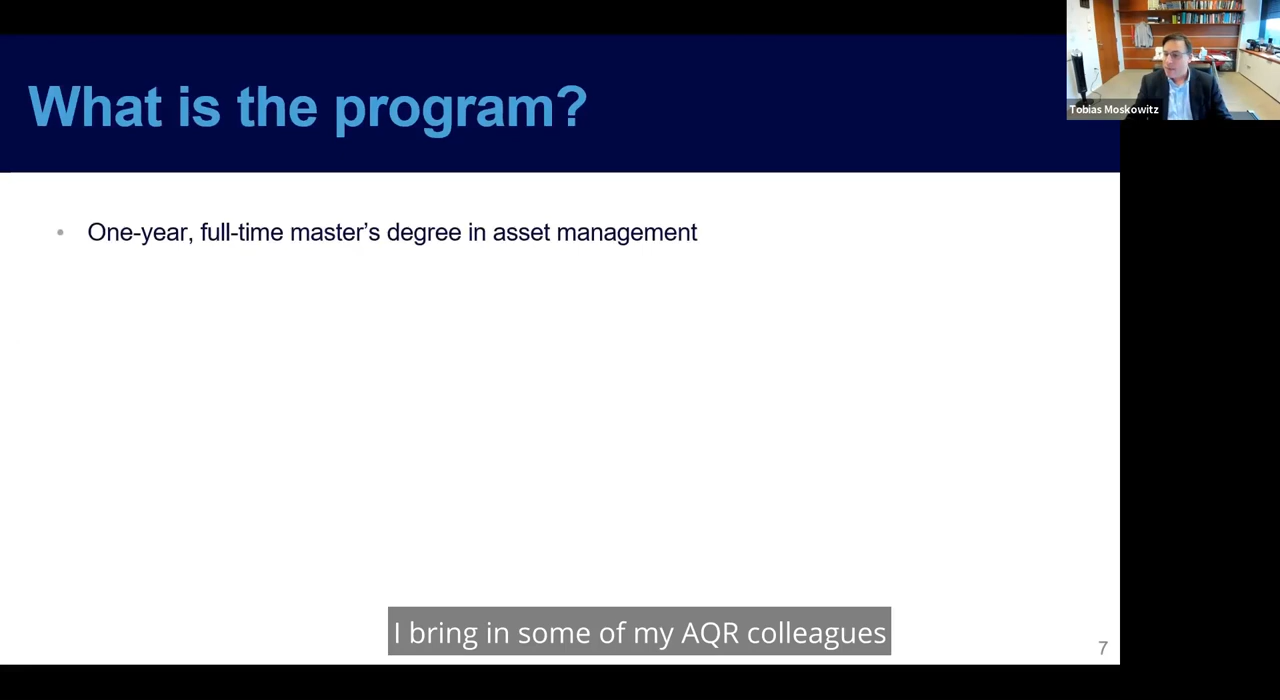 What is the program?
Tobias Moskowitz
• One-year, full-time master’s degree in asset management
I bring in some of my AQR colleagues
7